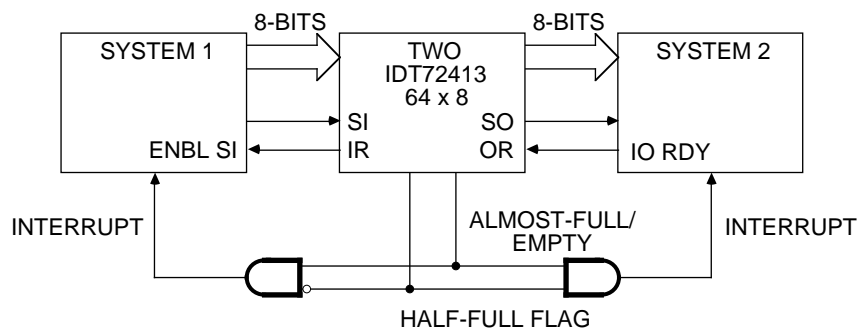 8-BITS
8-BITS
SYSTEM 1
TWO
IDT72413
64 x 8
SYSTEM 2
SI
SO
ENBL SI
IR
OR
IO RDY
INTERRUPT
ALMOST-FULL/
EMPTY
INTERRUPT
HALF-FULL FLAG